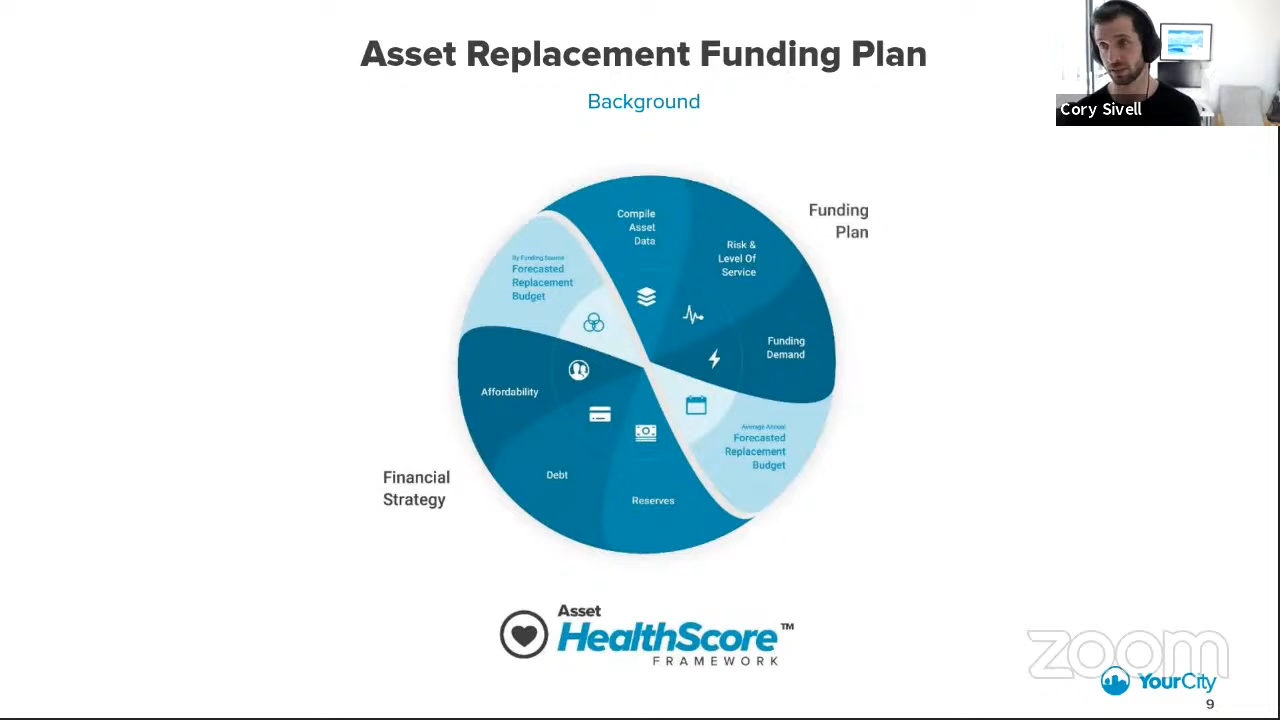 Asset Replacement Funding Plan
Background
Cory Sivell
Funding
Plan
Compile
Asset
Data
Risk &
Level Of
Service
By Funding Source
Forecasted
Replacement
Budget
Funding
Demand
Affordability
Average Annual
Forecasted
Replacement
Budget
Financial
Strategy
Debt
Reserves
Asset
HealthScore™
FRAMEWORK
zoom
YourCity
9